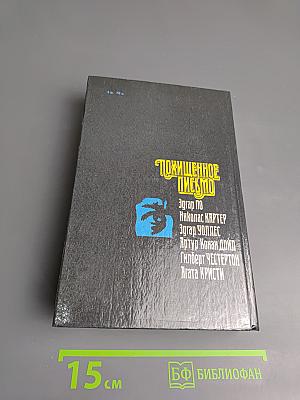 ПОХИЩЕННОЕ
ПИСЬМО
Эдгар ПО
Николас КАРТЕР
Эдгар УОЛЛЕС
Артур Конан ДОЙЛ
Гилберт ЧЕСТЕРТОН
Агата КРИСТИ
15 см
БФ БИБЛИОФАН